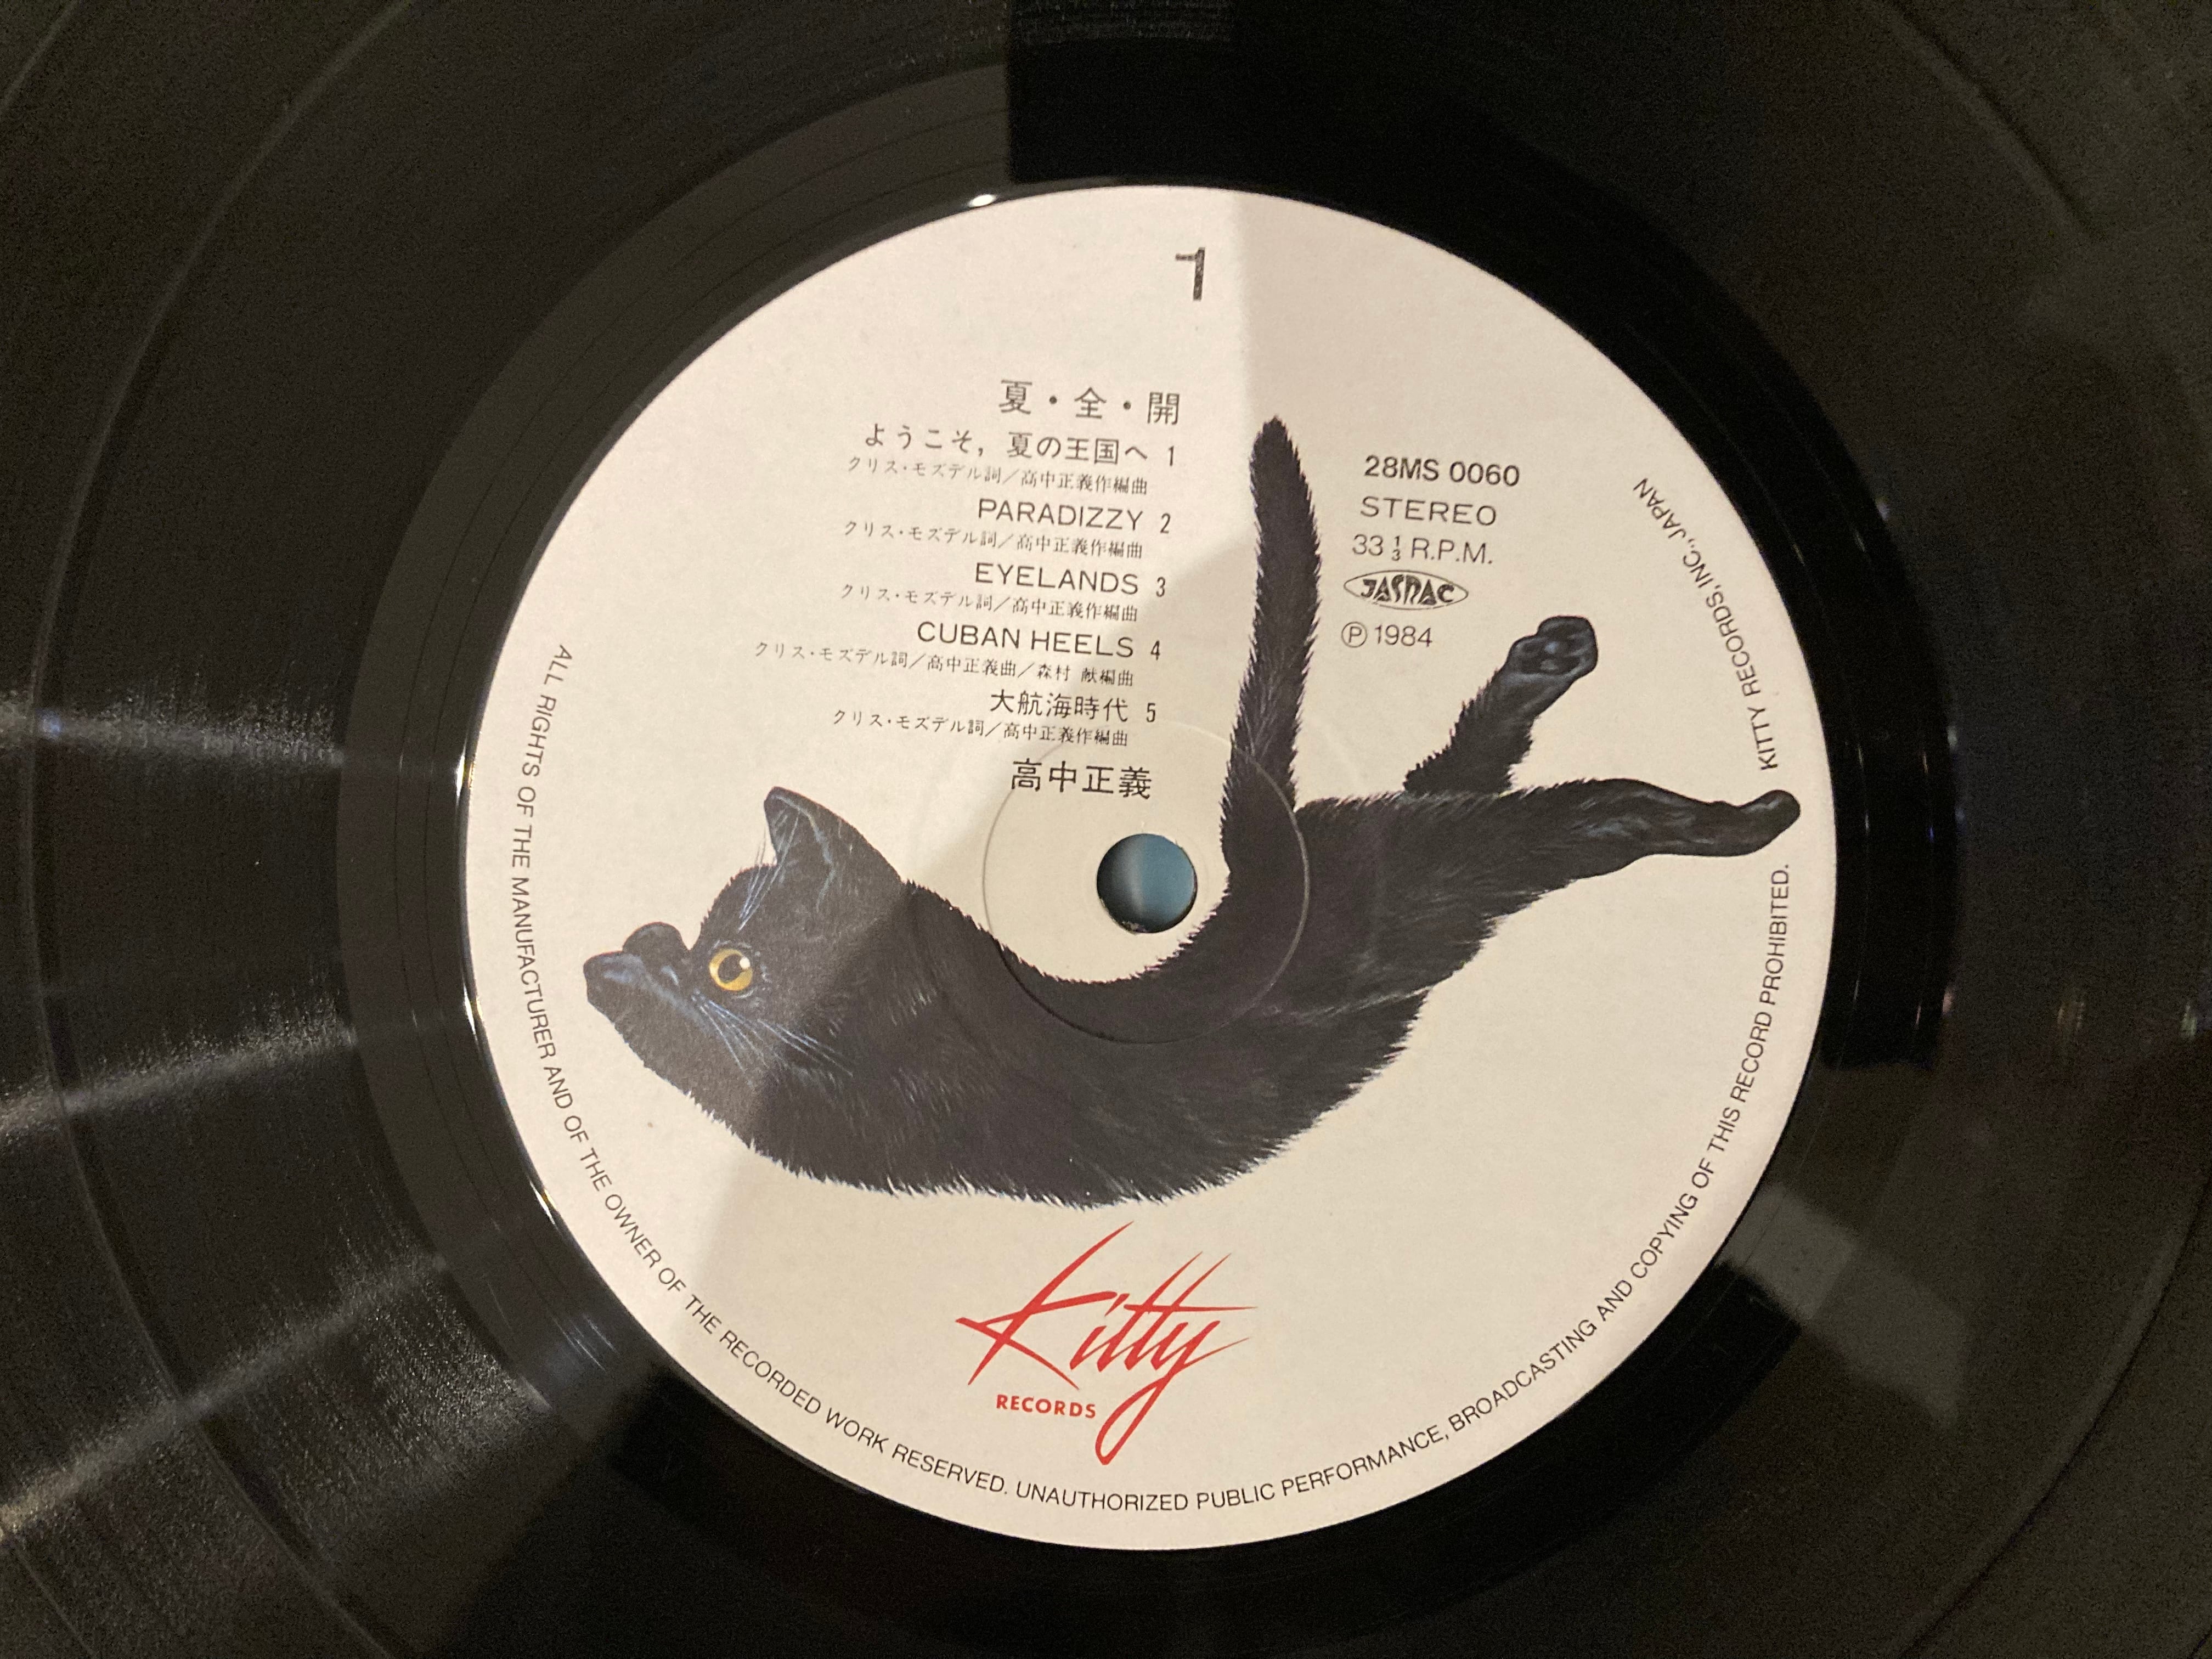 1
夏・全・開
ようこそ，夏の王国へ 1
クリス・モズデル詞／高中正義作編曲
PARADIZZY 2
クリス・モズデル詞／高中正義作編曲
EYELANDS 3
クリス・モズデル詞／高中正義作編曲
CUBAN HEELS 4
クリス・モズデル詞／高中正義曲／森村 献編曲
大航海時代 5
クリス・モズデル詞／高中正義作編曲
高中正義
28MS 0060
STEREO
33 1/3 R.P.M.
JASRAC
Ⓟ 1984
Kitty
RECORDS
ALL RIGHTS OF THE MANUFACTURER AND OF THE OWNER OF THE RECORDED WORK RESERVED. UNAUTHORIZED PUBLIC PERFORMANCE, BROADCASTING AND COPYING OF THIS RECORD PROHIBITED. KITTY RECORDS, INC., JAPAN